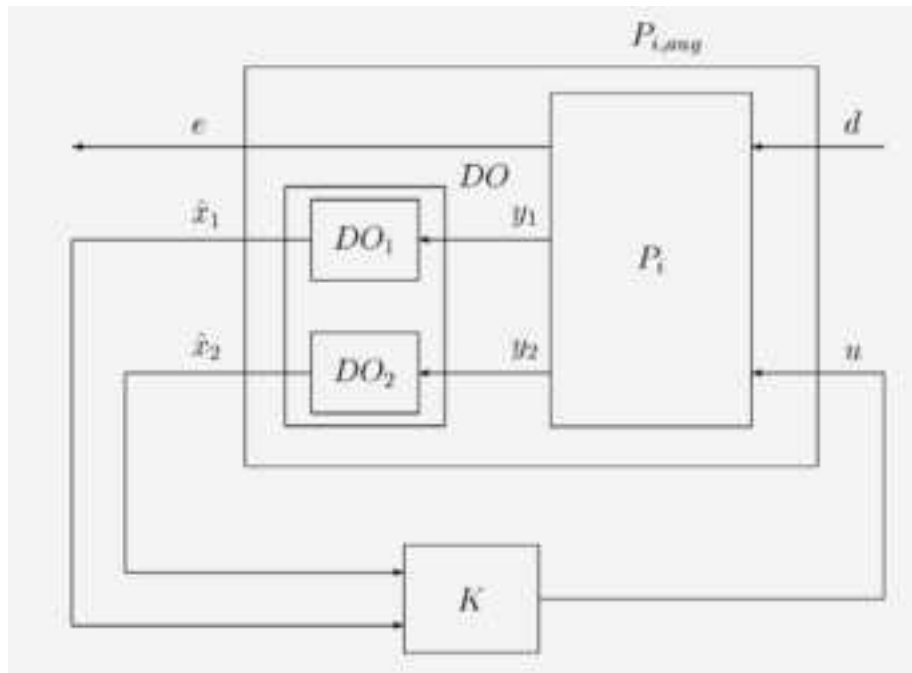 P_{i,aug}
e
d
DO
x̂₁
DO₁
y₁
P_i
x̂₂
DO₂
y₂
u
K